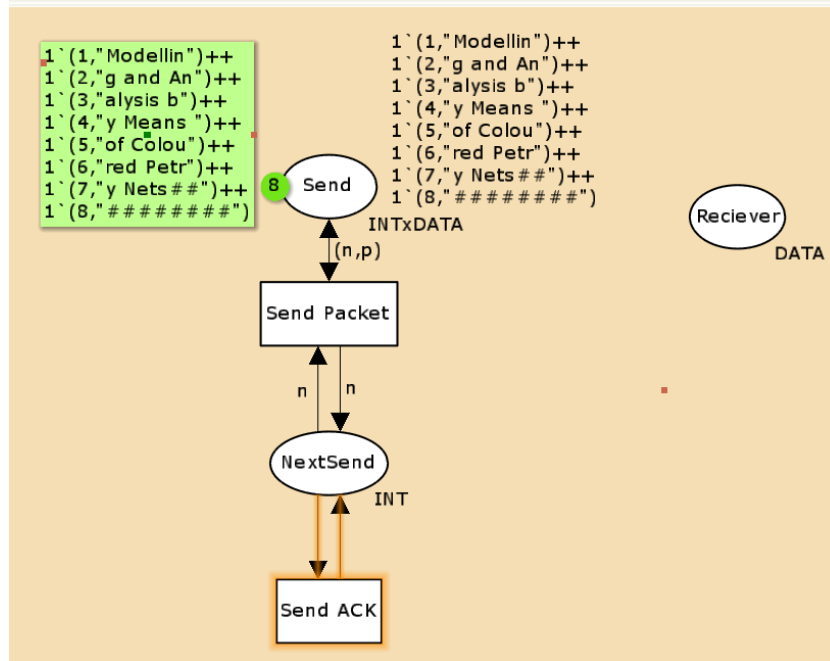 1`(1,"Modellin")++
1`(2,"g and An")++
1`(3,"alysis b")++
1`(4,"y Means ")++
1`(5,"of Colou")++
1`(6,"red Petr")++
1`(7,"y Nets##")++
1`(8,"########")
1`(1,"Modellin")++
1`(2,"g and An")++
1`(3,"alysis b")++
1`(4,"y Means ")++
1`(5,"of Colou")++
1`(6,"red Petr")++
1`(7,"y Nets##")++
1`(8,"########")
8
Send
INTxDATA
Reciever
DATA
(n,p)
Send Packet
n
n
NextSend
INT
Send ACK